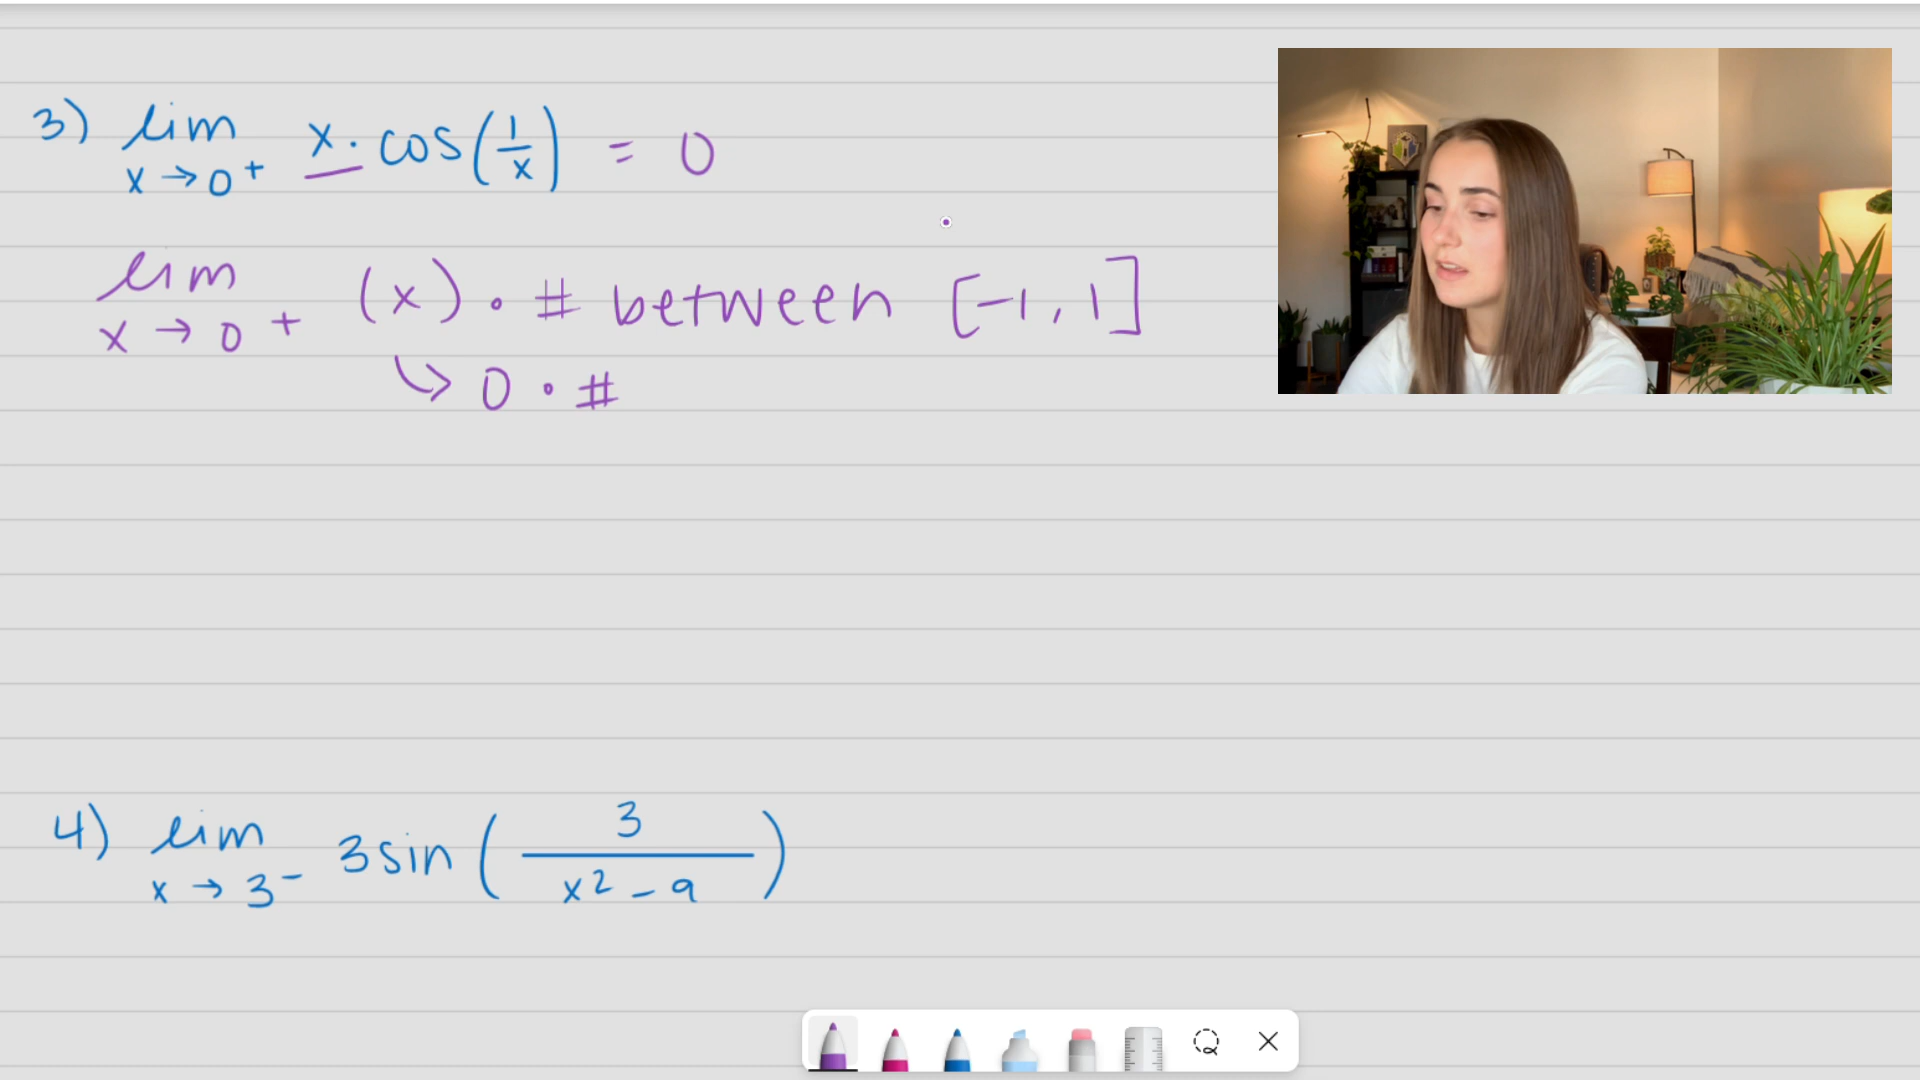 3) lim x→0⁺ x · cos(1/x) = 0
lim x→0⁺ (x) · # between [-1, 1]
↳ 0 · #
4) lim x→3⁻ 3sin(3/(x²-9))